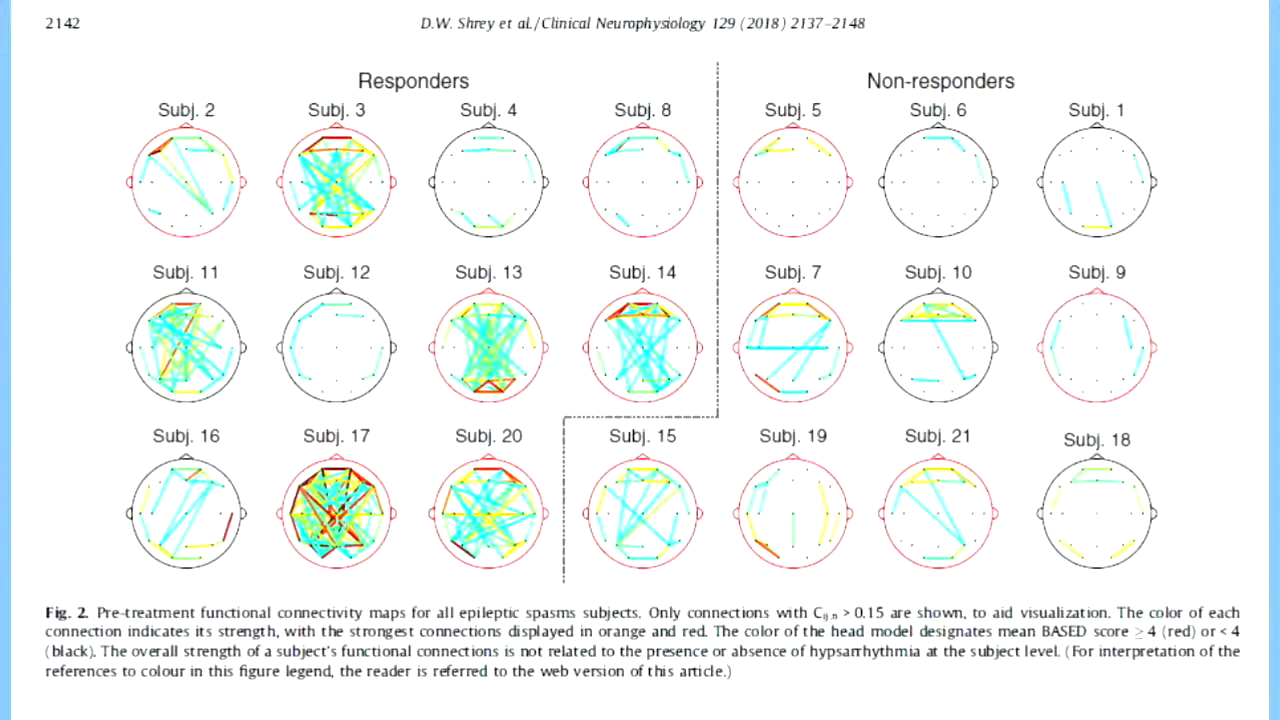 2142
D.W. Shrey et al./Clinical Neurophysiology 129 (2018) 2137–2148
Responders
Non-responders
Subj. 2
Subj. 3
Subj. 4
Subj. 8
Subj. 5
Subj. 6
Subj. 1
Subj. 11
Subj. 12
Subj. 13
Subj. 14
Subj. 7
Subj. 10
Subj. 9
Subj. 16
Subj. 17
Subj. 20
Subj. 15
Subj. 19
Subj. 21
Subj. 18
Fig. 2. Pre-treatment functional connectivity maps for all epileptic spasms subjects. Only connections with Cij,n > 0.15 are shown, to aid visualization. The color of each
connection indicates its strength, with the strongest connections displayed in orange and red. The color of the head model designates mean BASED score ≥ 4 (red) or < 4
(black). The overall strength of a subject's functional connections is not related to the presence or absence of hypsarrhythmia at the subject level. (For interpretation of the
references to colour in this figure legend, the reader is referred to the web version of this article.)